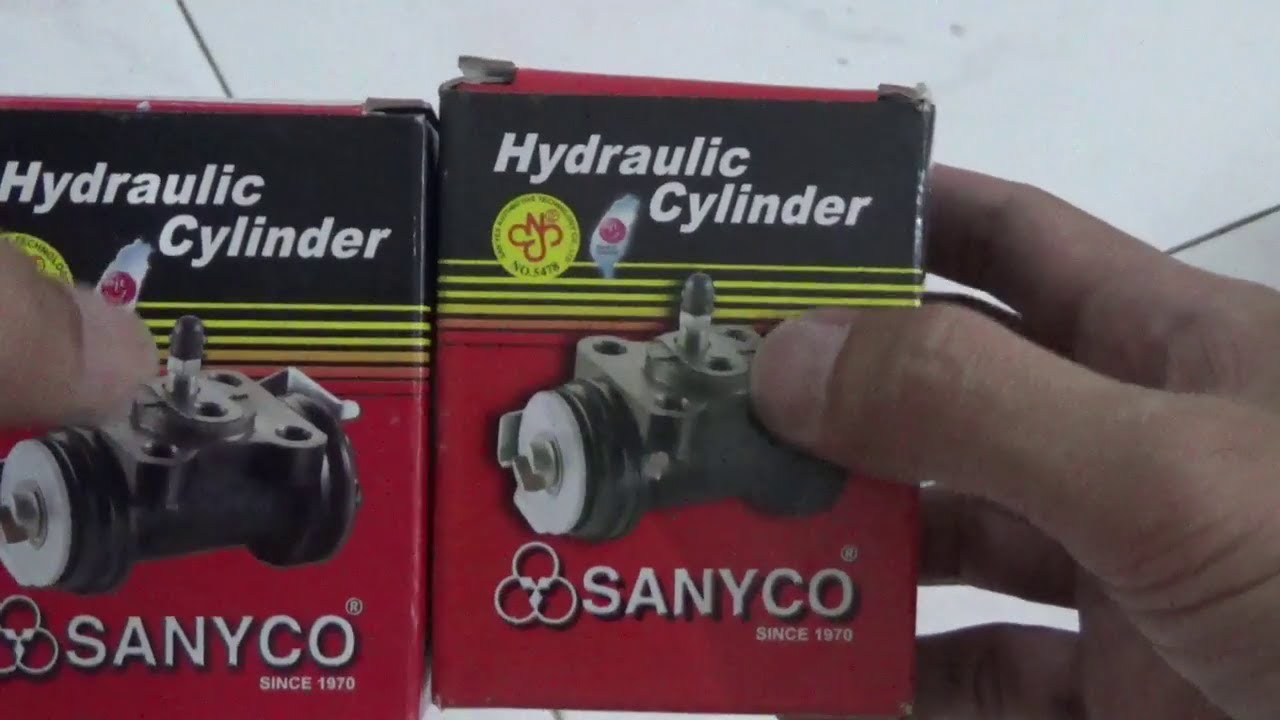 Hydraulic
Cylinder
SANYCO®
SINCE 1970
Hydraulic
Cylinder
NO.5478
SANYCO®
SINCE 1970